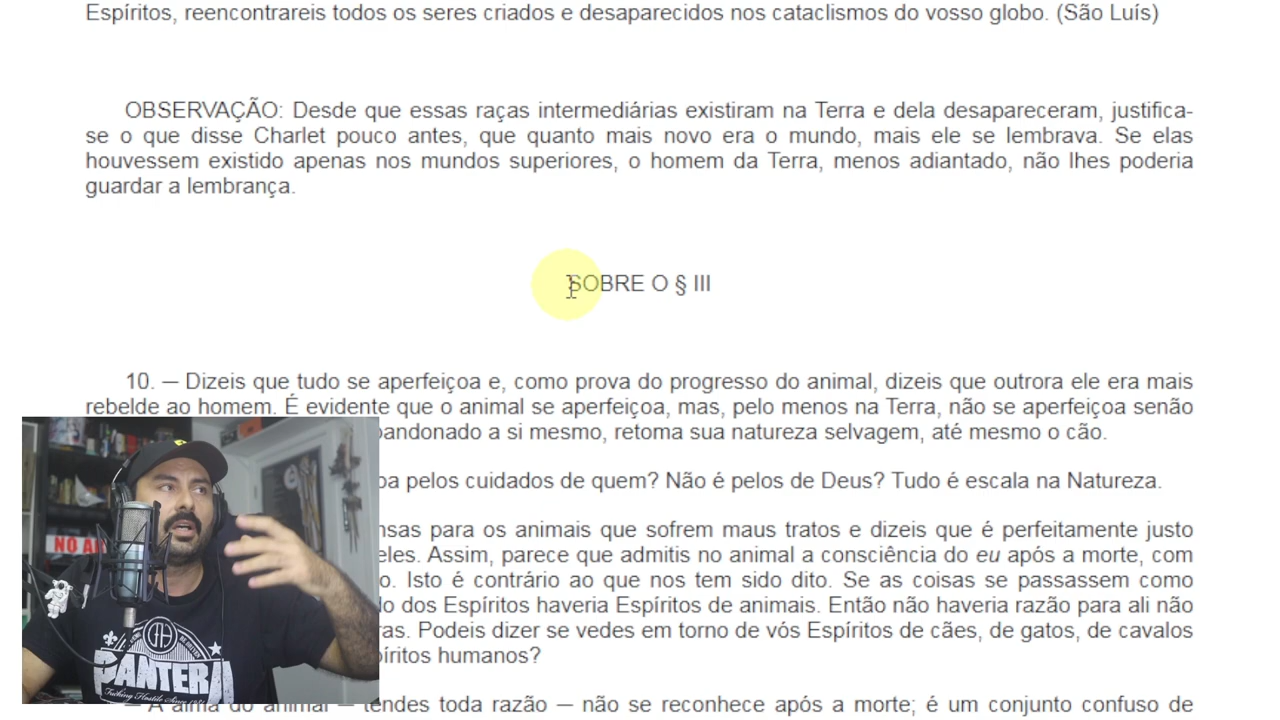 Espíritos, reencontrareis todos os seres criados e desaparecidos nos cataclismos do vosso globo. (São Luís)
OBSERVAÇÃO: Desde que essas raças intermediárias existiram na Terra e dela desapareceram, justifica-
se o que disse Charlet pouco antes, que quanto mais novo era o mundo, mais ele se lembrava. Se elas
houvessem existido apenas nos mundos superiores, o homem da Terra, menos adiantado, não lhes poderia
guardar a lembrança.
SOBRE O § III
10. — Dizeis que tudo se aperfeiçoa e, como prova do progresso do animal, dizeis que outrora ele era mais
rebelde ao homem. É evidente que o animal se aperfeiçoa, mas, pelo menos na Terra, não se aperfeiçoa senão
a si mesmo, retoma sua natureza selvagem, até mesmo o cão.
pelos cuidados de quem? Não é pelos de Deus? Tudo é escala na Natureza.
para os animais que sofrem maus tratos e dizeis que é perfeitamente justo
eles. Assim, parece que admitis no animal a consciência do eu após a morte, com
Isto é contrário ao que nos tem sido dito. Se as coisas se passassem como
dos Espíritos haveria Espíritos de animais. Então não haveria razão para ali não
Podeis dizer se vedes em torno de vós Espíritos de cães, de gatos, de cavalos
humanos?
— A alma do animal — tendes toda razão — não se reconhece após a morte; é um conjunto confuso de
NO A
PANTERA